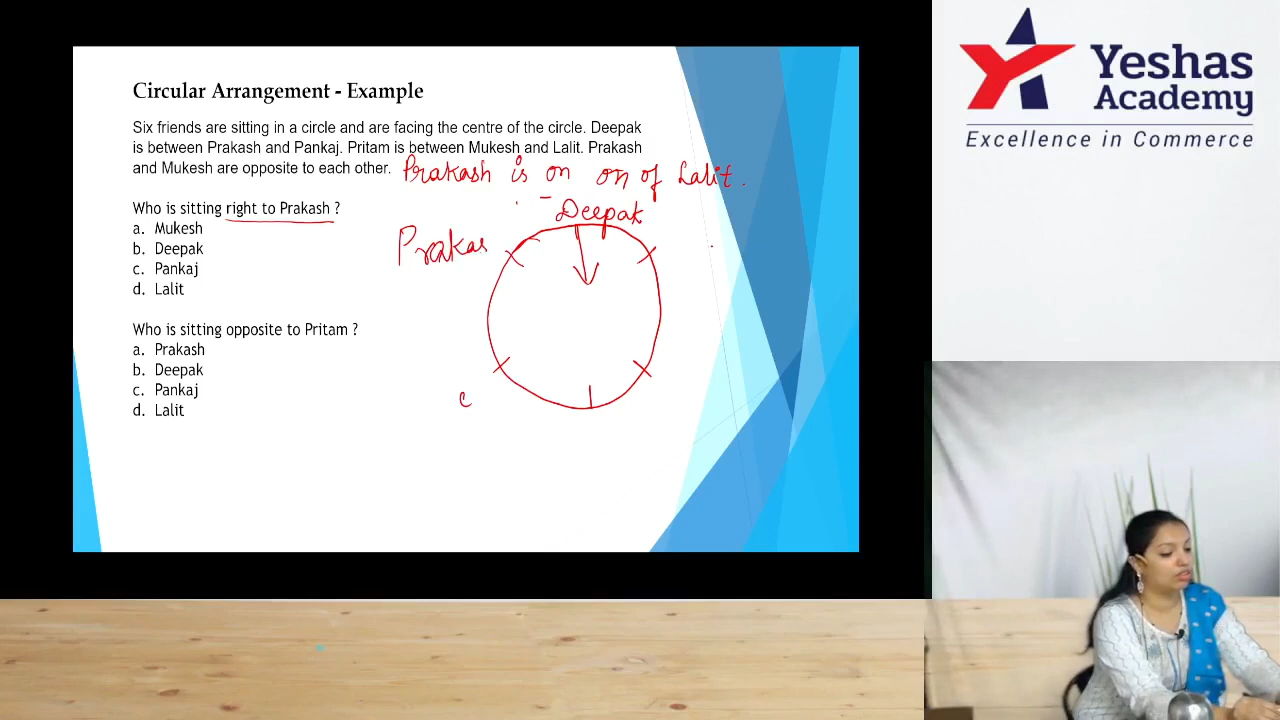 Circular Arrangement - Example
Six friends are sitting in a circle and are facing the centre of the circle. Deepak
is between Prakash and Pankaj. Pritam is between Mukesh and Lalit. Prakash
and Mukesh are opposite to each other. Prakash is on on of Lalit.
Who is sitting right to Prakash ?
a. Mukesh
b. Deepak
c. Pankaj
d. Lalit
Who is sitting opposite to Pritam ?
a. Prakash
b. Deepak
c. Pankaj
d. Lalit
Deepak
Prakas
c
Yeshas
Academy
Excellence in Commerce